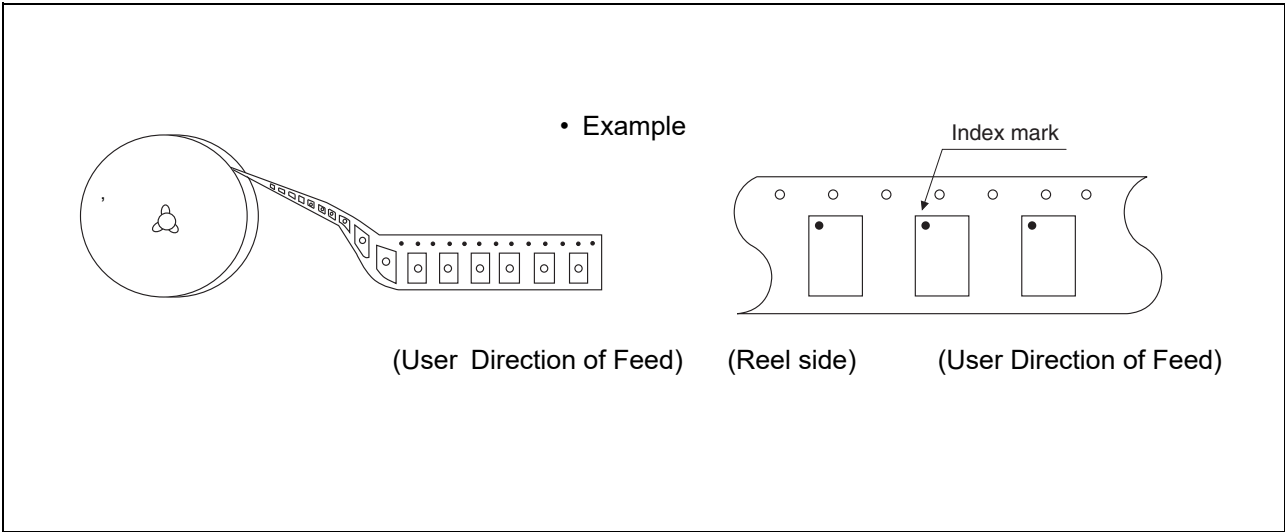 • Example
Index mark
(User Direction of Feed)
(Reel side)
(User Direction of Feed)